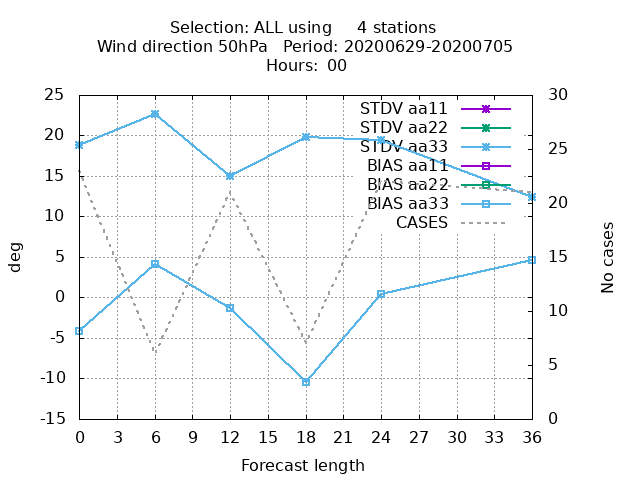 Selection: ALL using     4 stations
Wind direction 50hPa   Period: 20200629-20200705
Hours: 00
25 30
STDV aa11
STDV aa22
20
STDV aa33 25
BIAS aa11
15
BIAS aa22
BIAS aa33 20
10
CASES
5 15
deg
No cases
0
10
-5
5
-10
-15 0
0 3 6 9 12 15 18 21 24 27 30 33 36
Forecast length